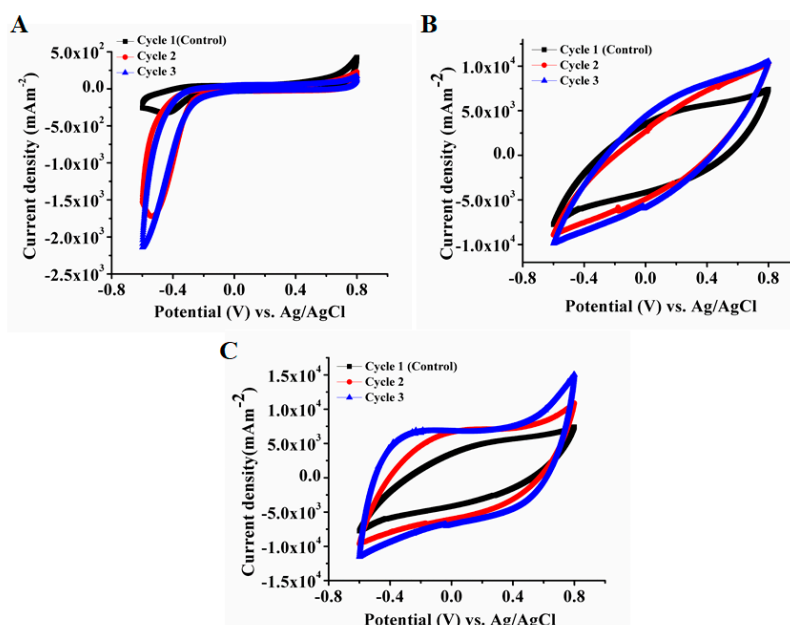 A
Cycle 1(Control)
Cycle 2
Cycle 3
5.0x10²
0.0
-5.0x10²
-1.0x10³
-1.5x10³
-2.0x10³
-2.5x10³
Current density (mAm⁻²)
-0.8 -0.4 0.0 0.4 0.8
Potential (V) vs. Ag/AgCl
B
Cycle 1 (Control)
Cycle 2
Cycle 3
1.0x10⁴
5.0x10³
0.0
-5.0x10³
-1.0x10⁴
Current density (mAm⁻²)
-0.8 -0.4 0.0 0.4 0.8
Potential (V) vs. Ag/AgCl
C
Cycle 1 (Control)
Cycle 2
Cycle 3
1.5x10⁴
1.0x10⁴
5.0x10³
0.0
-5.0x10³
-1.0x10⁴
-1.5x10⁴
Current density(mAm⁻²)
-0.8 -0.4 0.0 0.4 0.8
Potential (V) vs. Ag/AgCl